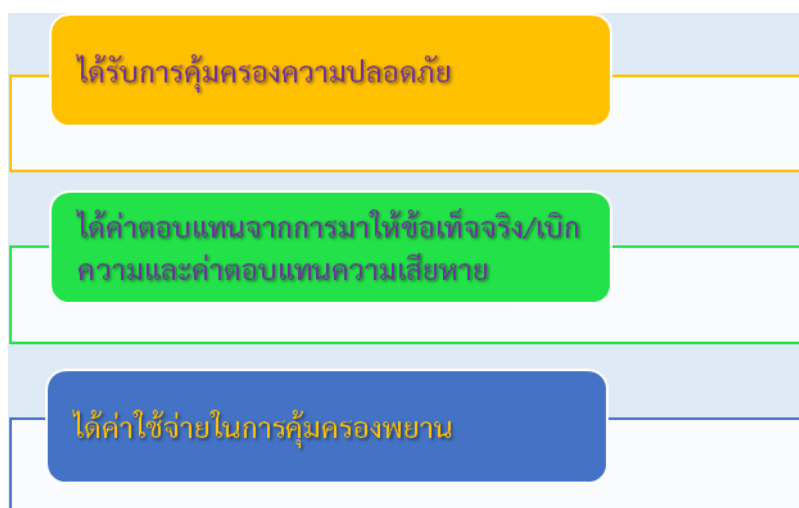 ได้รับการคุ้มครองความปลอดภัย
ได้ค่าตอบแทนจากการมาให้ข้อเท็จจริง/เบิก
ความและค่าตอบแทนความเสียหาย
ได้ค่าใช้จ่ายในการคุ้มครองพยาน